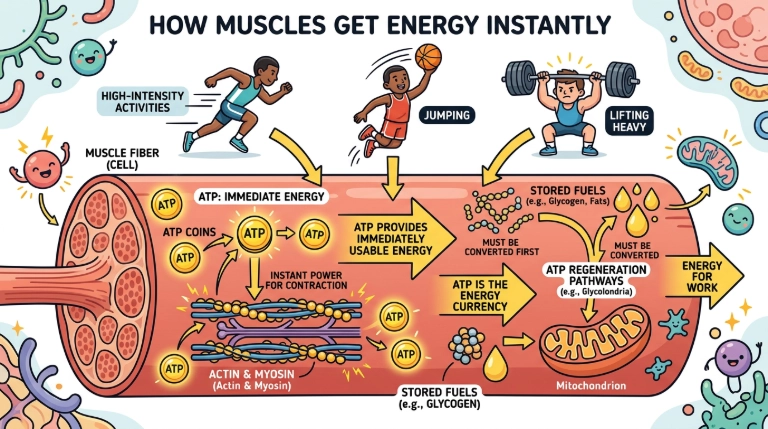 HOW MUSCLES GET ENERGY INSTANTLY
HIGH-INTENSITY
ACTIVITIES
JUMPING
LIFTING
HEAVY
MUSCLE FIBER
(CELL)
ATP
ATP: IMMEDIATE ENERGY
ATP COINS
ATP
ATP
ATP
ATP PROVIDES
IMMEDIATELY
USABLE ENERGY
STORED FUELS
(e.g., Glycogen, Fats)
MUST BE
CONVERTED FIRST
MUST BE
CONVERTED
INSTANT POWER
FOR CONTRACTION
ATP IS THE
ENERGY
CURRENCY
ATP REGENERATION
PATHWAYS
(e.g., Glycolondria)
ENERGY
FOR
WORK
ATP
ATP
ATP
ACTIN & MYOSIN
(Actin & Myosin)
STORED FUELS
(e.g., GLYCOGEN)
Mitochondrion